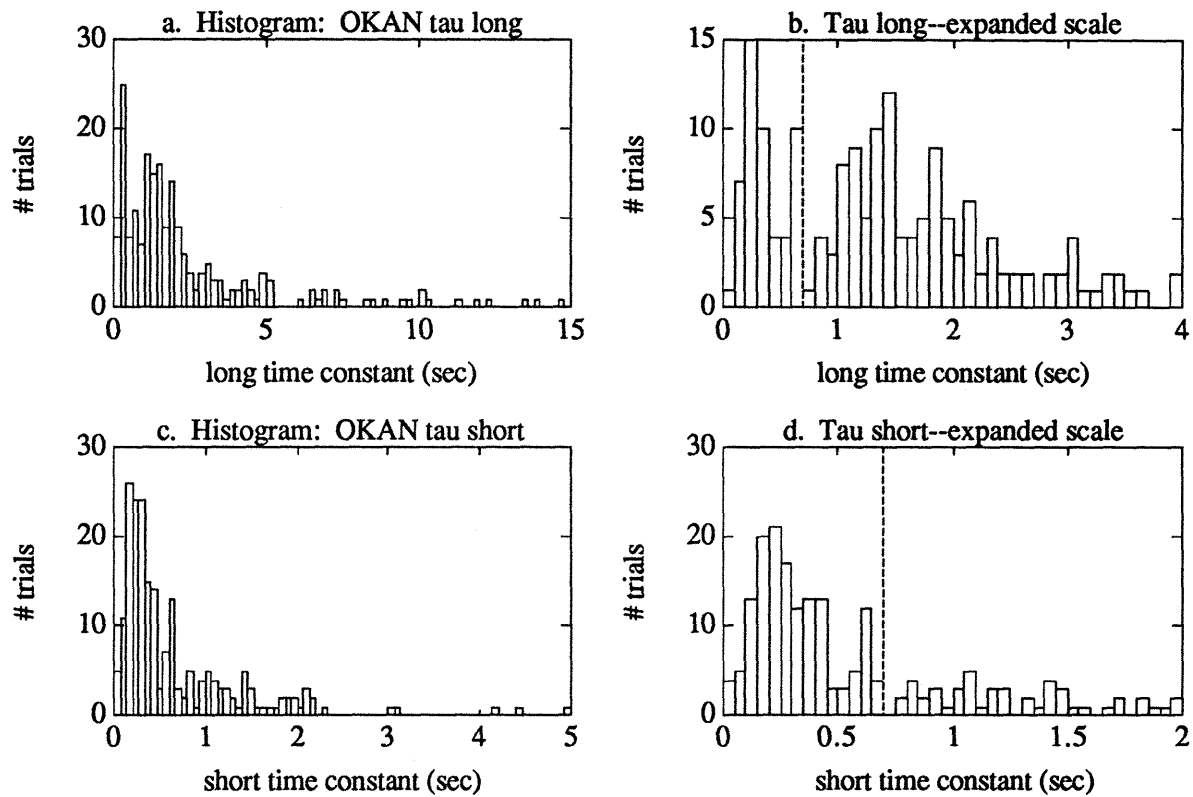 a. Histogram: OKAN tau long
30
20
10
0
# trials
0 5 10 15
long time constant (sec)
b. Tau long--expanded scale
15
10
5
0
# trials
0 1 2 3 4
long time constant (sec)
c. Histogram: OKAN tau short
30
20
10
0
# trials
0 1 2 3 4 5
short time constant (sec)
d. Tau short--expanded scale
30
20
10
0
# trials
0 0.5 1 1.5 2
short time constant (sec)